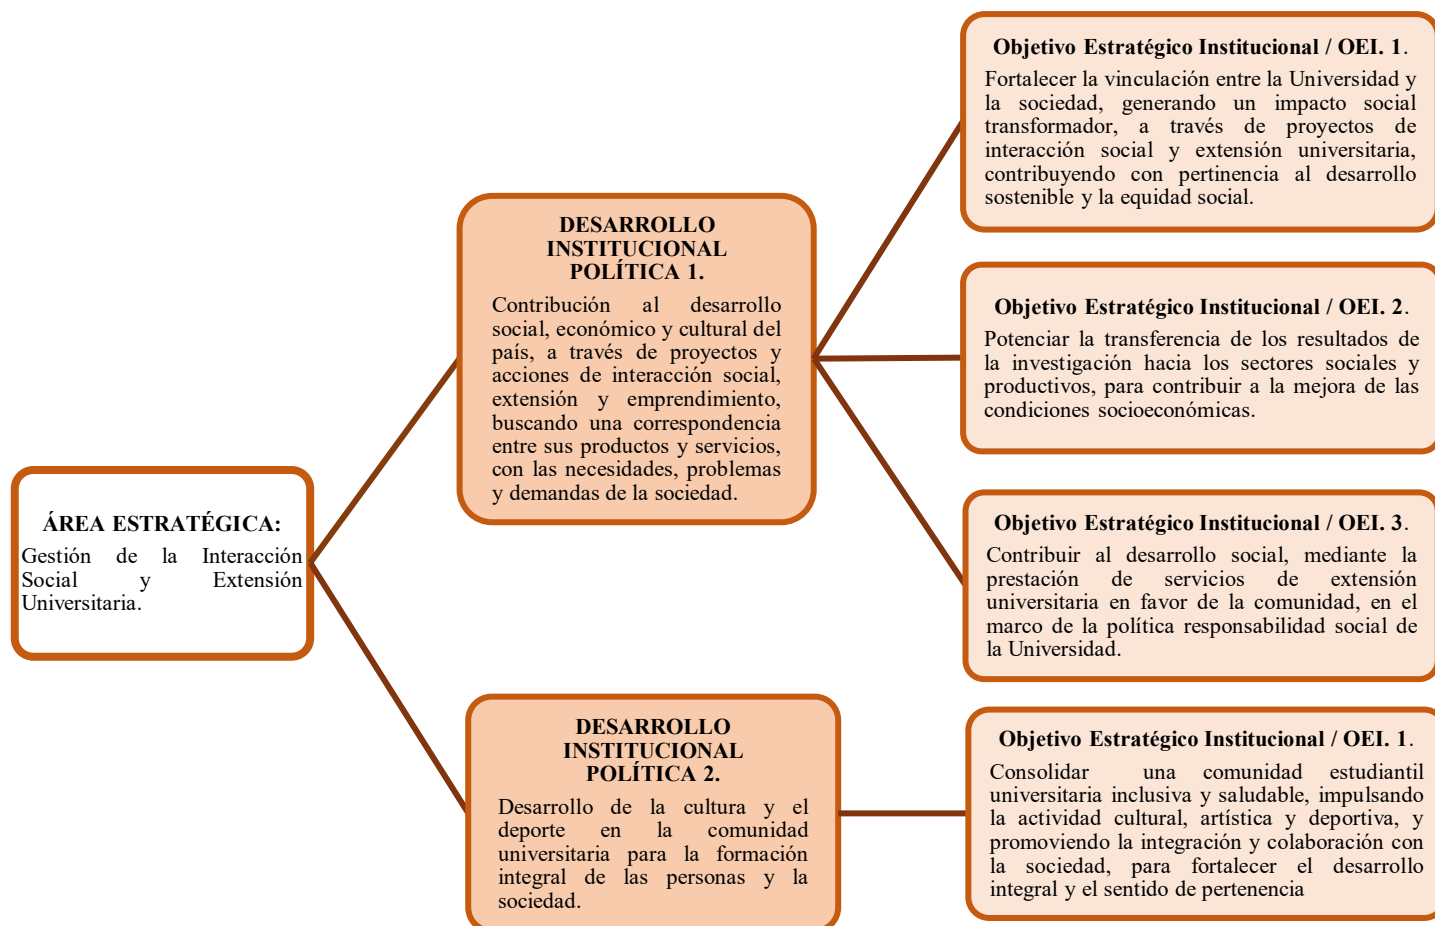 ÁREA ESTRATÉGICA:
Gestión de la Interacción
Social y Extensión
Universitaria.
DESARROLLO
INSTITUCIONAL
POLÍTICA 1.
Contribución al desarrollo
social, económico y cultural del
país, a través de proyectos y
acciones de interacción social,
extensión y emprendimiento,
buscando una correspondencia
entre sus productos y servicios,
con las necesidades, problemas
y demandas de la sociedad.
Objetivo Estratégico Institucional / OEI. 1.
Fortalecer la vinculación entre la Universidad y
la sociedad, generando un impacto social
transformador, a través de proyectos de
interacción social y extensión universitaria,
contribuyendo con pertinencia al desarrollo
sostenible y la equidad social.
Objetivo Estratégico Institucional / OEI. 2.
Potenciar la transferencia de los resultados de
la investigación hacia los sectores sociales y
productivos, para contribuir a la mejora de las
condiciones socioeconómicas.
Objetivo Estratégico Institucional / OEI. 3.
Contribuir al desarrollo social, mediante la
prestación de servicios de extensión
universitaria en favor de la comunidad, en el
marco de la política responsabilidad social de
la Universidad.
DESARROLLO
INSTITUCIONAL
POLÍTICA 2.
Desarrollo de la cultura y el
deporte en la comunidad
universitaria para la formación
integral de las personas y la
sociedad.
Objetivo Estratégico Institucional / OEI. 1.
Consolidar una comunidad estudiantil
universitaria inclusiva y saludable, impulsando
la actividad cultural, artística y deportiva, y
promoviendo la integración y colaboración con
la sociedad, para fortalecer el desarrollo
integral y el sentido de pertenencia